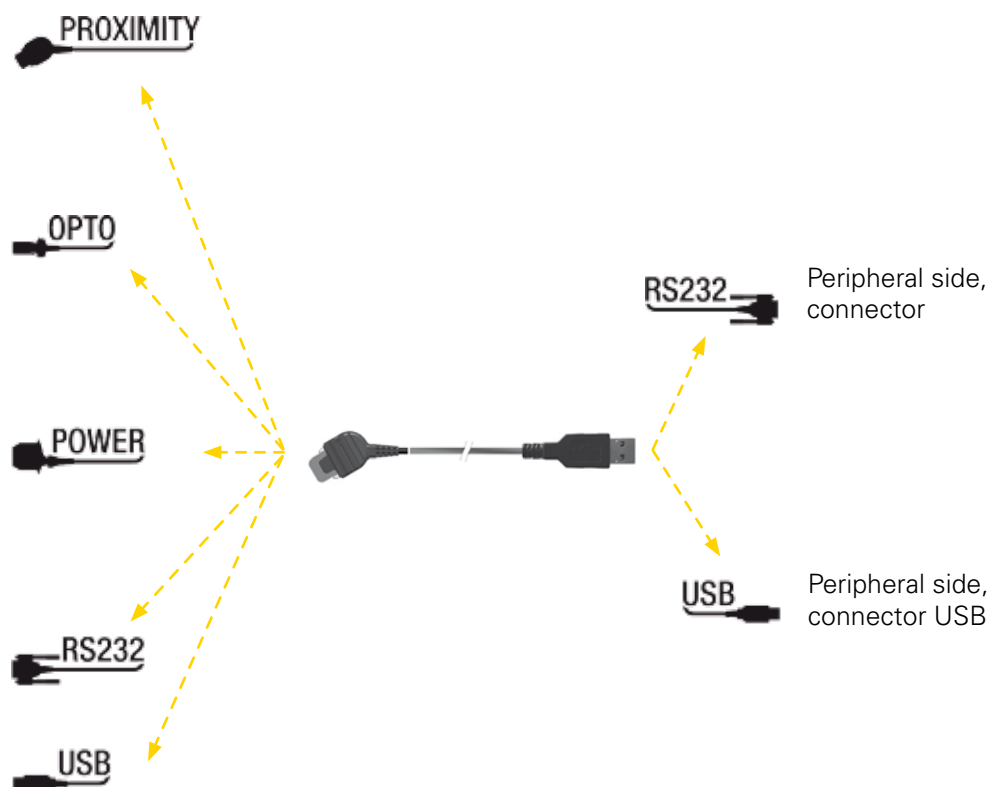 PROXIMITY
OPTO
POWER
RS232
USB
RS232
Peripheral side,
connector
USB
Peripheral side,
connector USB